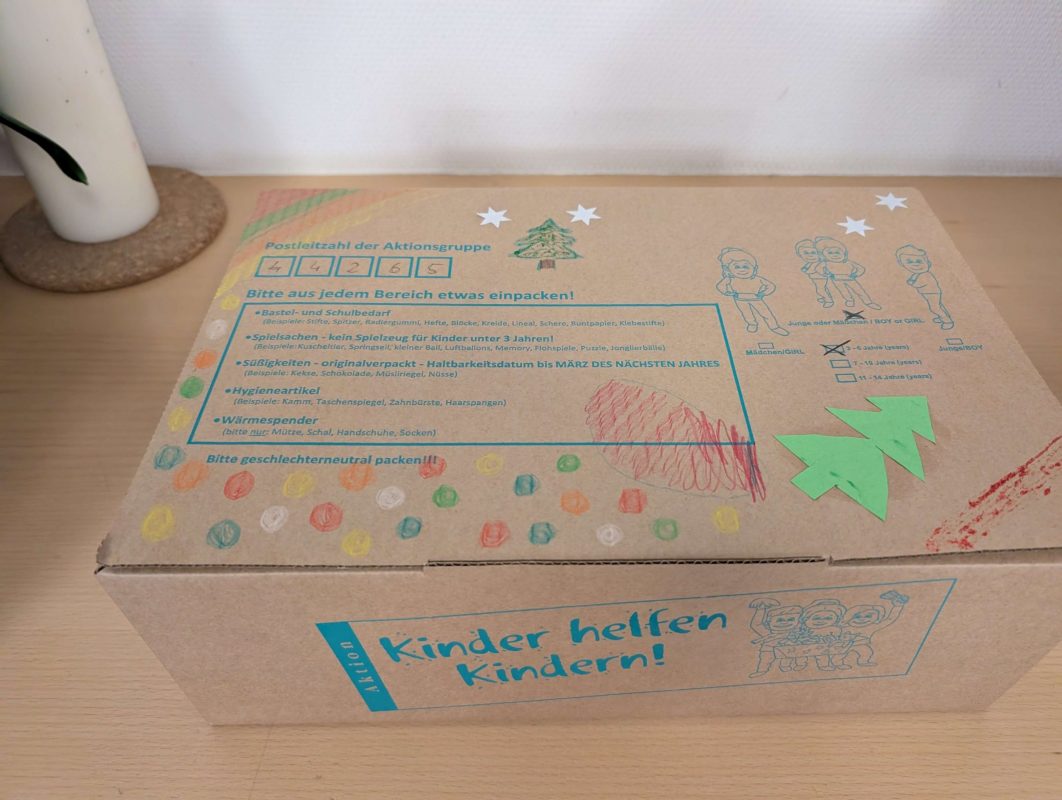 Postleitzahl der Aktionsgruppe
4 4 2 6 5
Bitte aus jedem Bereich etwas einpacken!
•Bastel- und Schulbedarf
(Beispiele: Stifte, Spitzer, Radiergummi, Hefte, Blöcke, Kreide, Lineal, Schere, Buntpapier, Klebestifte)
•Spielsachen - kein Spielzeug für Kinder unter 3 Jahren!
(Beispiele: Kuscheltier, Springseil, kleiner Ball, Luftballons, Memory, Flohspiele, Puzzle, Jonglierbälle)
•Süßigkeiten - originalverpackt - Haltbarkeitsdatum bis MÄRZ DES NÄCHSTEN JAHRES
(Beispiele: Kekse, Schokolade, Müsliriegel, Nüsse)
•Hygieneartikel
(Beispiele: Kamm, Taschenspiegel, Zahnbürste, Haarspangen)
•Wärmespender
(bitte nur: Mütze, Schal, Handschuhe, Socken)
Bitte geschlechterneutral packen!!!
Junge oder Mädchen / BOY or GIRL
Mädchen/GIRL
Junge/BOY
3 - 6 Jahre (years)
7 - 10 Jahre (years)
11 - 14 Jahre (years)
Aktion
Kinder helfen
Kindern!